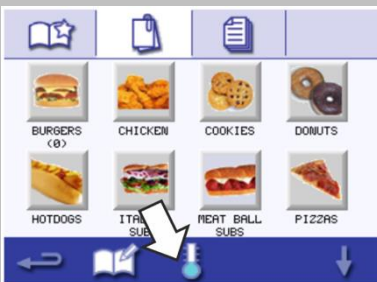 BURGERS CHICKEN COOKIES DONUTS
(0)
HOTDOGS MEAT BALL PIZZAS
SUBS